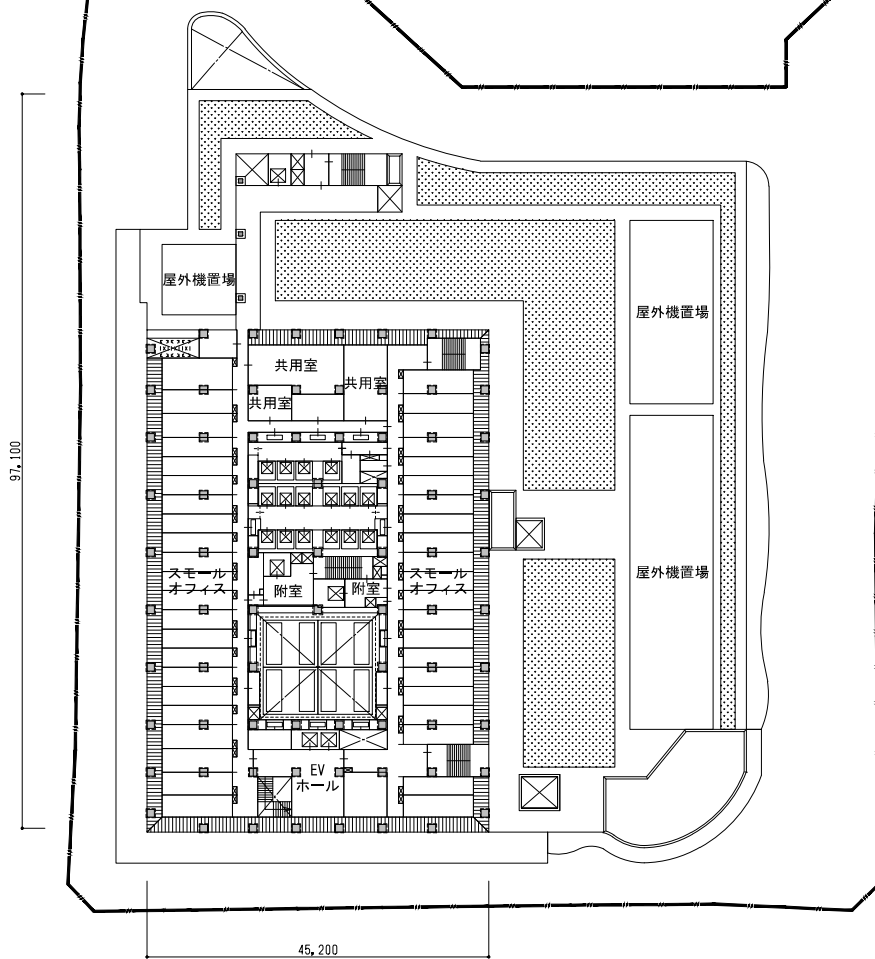 屋外機置場
屋外機置場
共用室
共用室
共用室
97,100
スモール
オフィス
スモール
オフィス
屋外機置場
附室
附室
EV
ホール
45,200